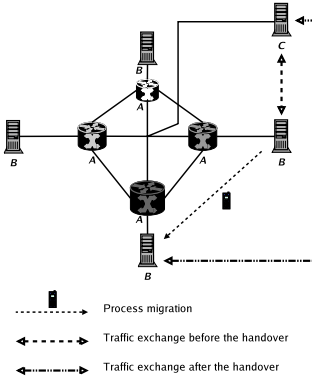 C
B
A
B
A
A
B
A
B
Process migration
Traffic exchange before the handover
Traffic exchange after the handover